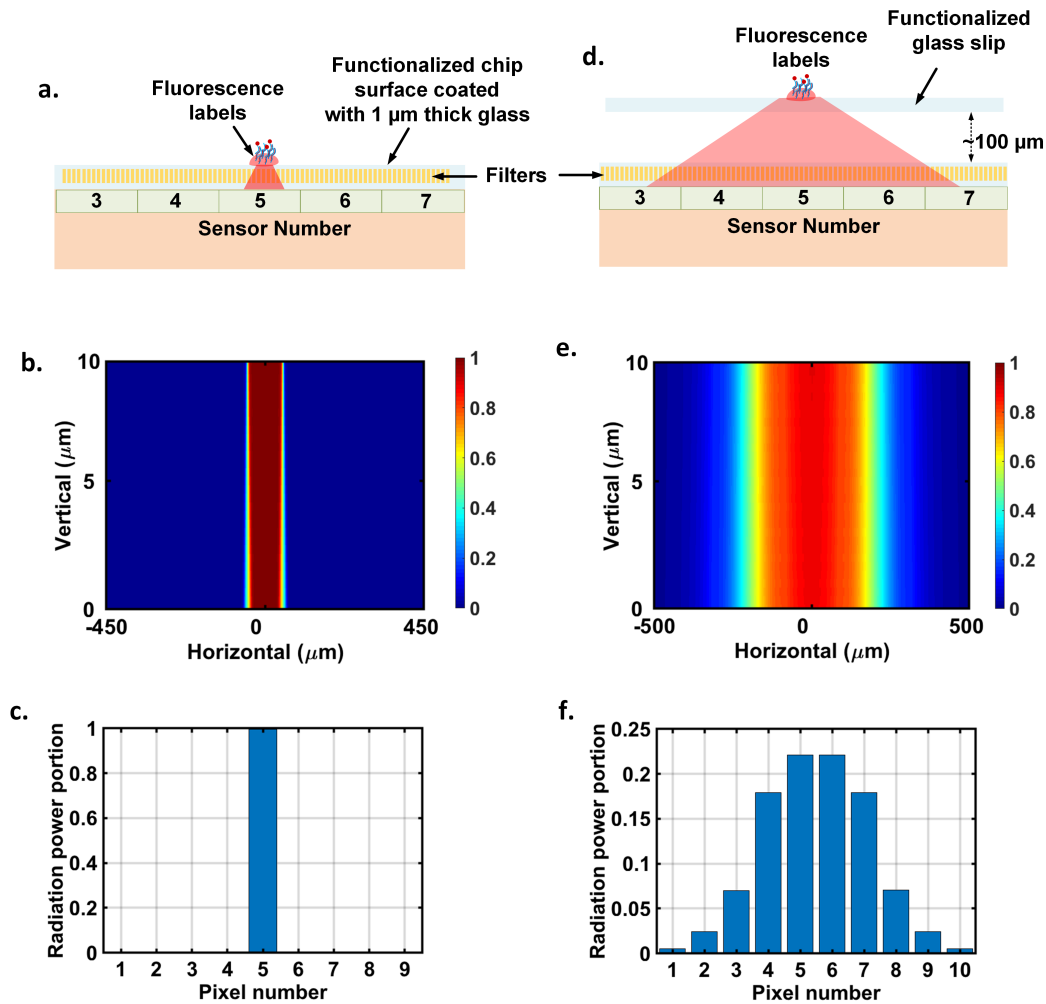 a.
Fluorescence
labels
Functionalized chip
surface coated
with 1 µm thick glass
Filters
3 4 5 6 7
Sensor Number
d.
Fluorescence
labels
Functionalized
glass slip
~100 µm
3 4 5 6 7
Sensor Number
b.
Vertical (μm)
10
5
0
-450 0 450
Horizontal (μm)
1
0.8
0.6
0.4
0.2
0
e.
Vertical (μm)
10
5
0
-500 0 500
Horizontal (μm)
1
0.8
0.6
0.4
0.2
0
c.
Radiation power portion
1
0.8
0.6
0.4
0.2
0
1 2 3 4 5 6 7 8 9
Pixel number
f.
Radiation power portion
0.25
0.2
0.15
0.1
0.05
0
1 2 3 4 5 6 7 8 9 10
Pixel number